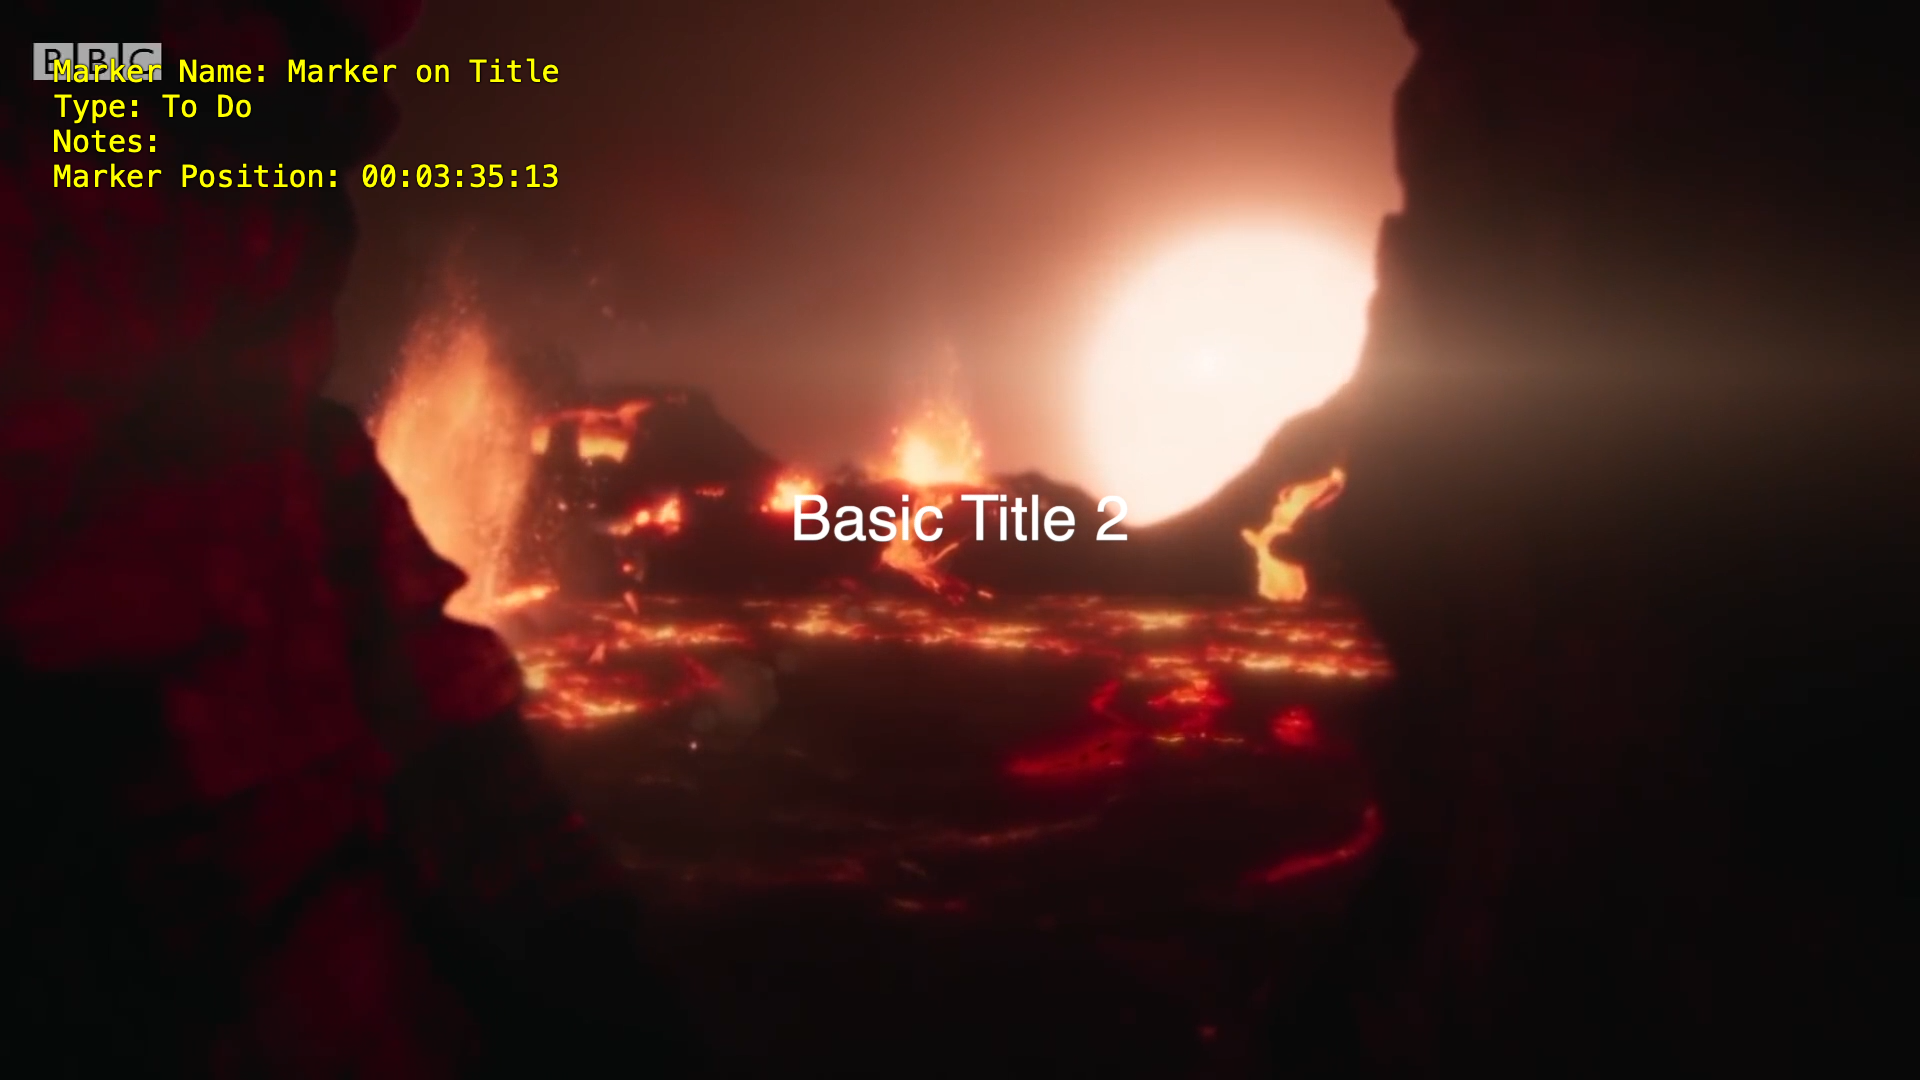 BBC
Marker Name: Marker on Title
Type: To Do
Notes:
Marker Position: 00:03:35:13
Basic Title 2